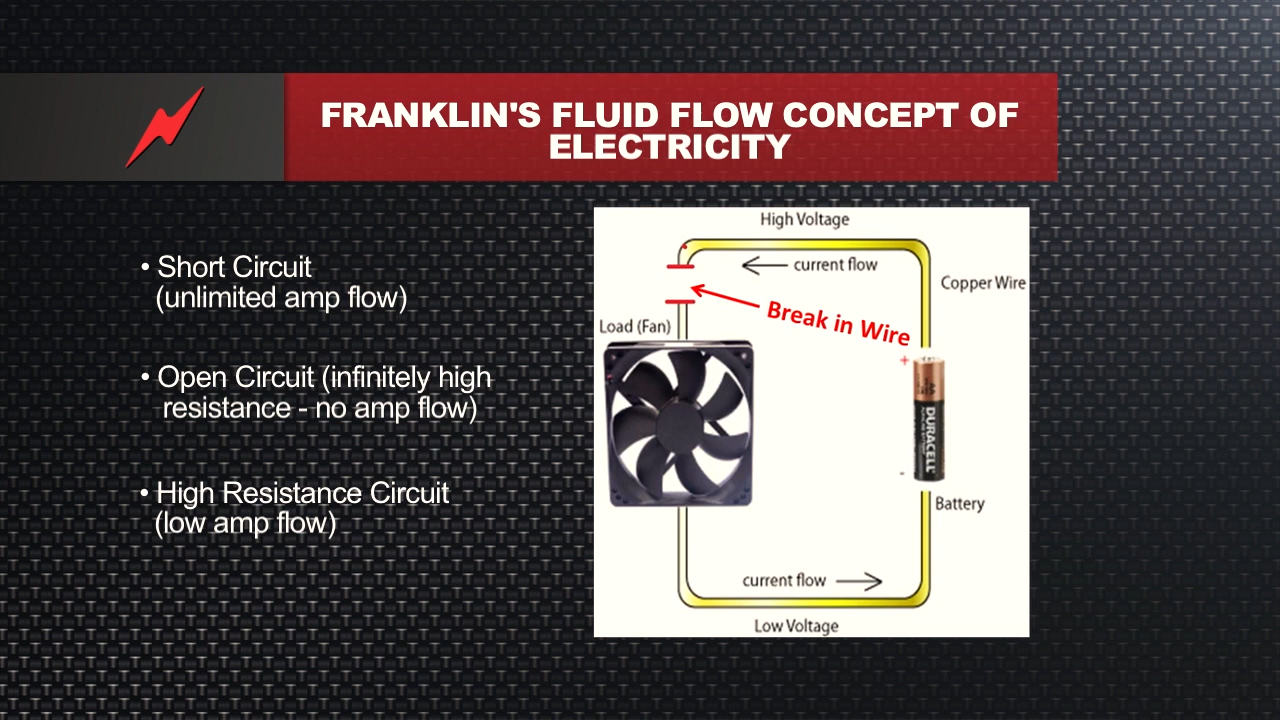 FRANKLIN'S FLUID FLOW CONCEPT OF
ELECTRICITY
• Short Circuit
(unlimited amp flow)
• Open Circuit (infinitely high
resistance - no amp flow)
• High Resistance Circuit
(low amp flow)
High Voltage
current flow
Copper Wire
Break in Wire
Load (Fan)
+
AA
DURACELL
-
Battery
current flow
Low Voltage